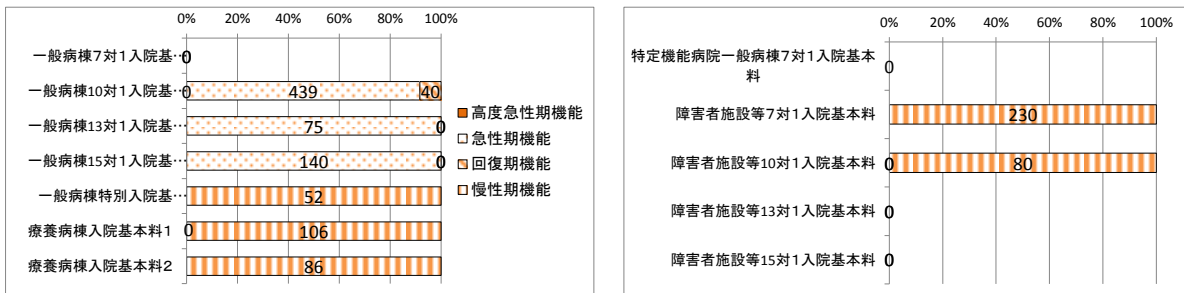 0% 20% 40% 60% 80% 100%
一般病棟7対1入院基… 0
一般病棟10対1入院基… 0 439 40
一般病棟13対1入院基… 75 0
一般病棟15対1入院基… 140 0
一般病棟特別入院基… 52
療養病棟入院基本料1 0 106
療養病棟入院基本料2 86
高度急性期機能
急性期機能
回復期機能
慢性期機能
0% 20% 40% 60% 80% 100%
特定機能病院一般病棟7対1入院基本
料 0
障害者施設等7対1入院基本料 230
障害者施設等10対1入院基本料 0 80
障害者施設等13対1入院基本料 0
障害者施設等15対1入院基本料 0